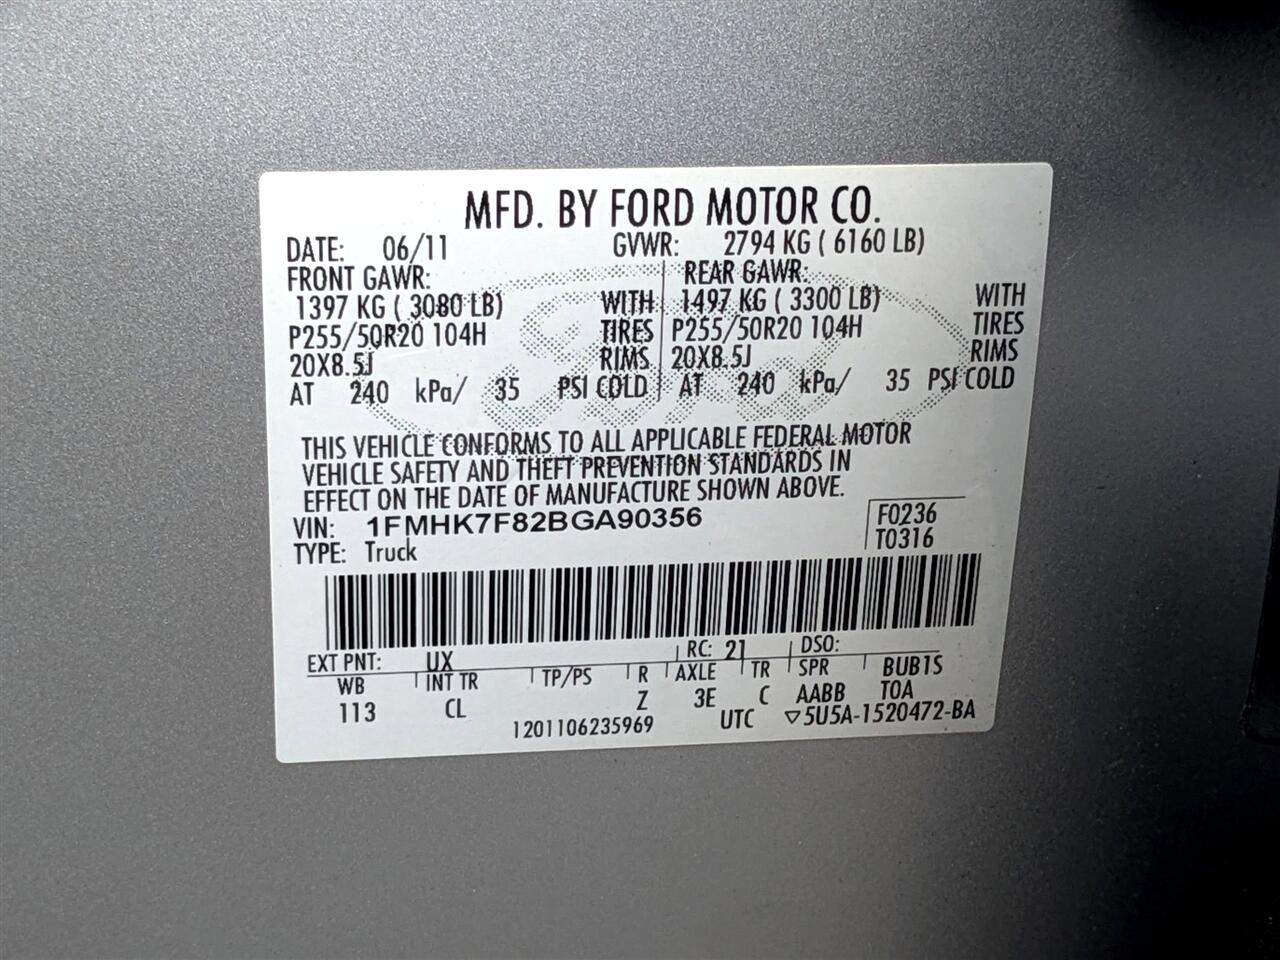 MFD. BY FORD MOTOR CO.
DATE: 06/11 GVWR: 2794 KG ( 6160 LB)
FRONT GAWR: REAR GAWR:
1397 KG ( 3080 LB) WITH 1497 KG ( 3300 LB) WITH
P255/50R20 104H TIRES P255/50R20 104H TIRES
20X8.5J RIMS 20X8.5J RIMS
AT 240 kPa/ 35 PSI COLD AT 240 kPa/ 35 PSI COLD
THIS VEHICLE CONFORMS TO ALL APPLICABLE FEDERAL MOTOR
VEHICLE SAFETY AND THEFT PREVENTION STANDARDS IN
EFFECT ON THE DATE OF MANUFACTURE SHOWN ABOVE.
VIN: 1FMHK7F82BGA90356 F0236
TYPE: Truck T0316
EXT PNT: UX RC: 21 DSO:
WB INT TR TP/PS R AXLE TR SPR BUB1S
113 CL Z 3E C AABB TOA
1201106235969 UTC ▽5U5A-1520472-BA